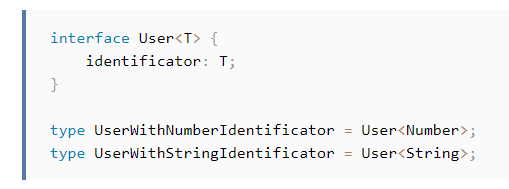 interface User<T> {
    identificator: T;
}

type UserWithNumberIdentificator = User<Number>;
type UserWithStringIdentificator = User<String>;